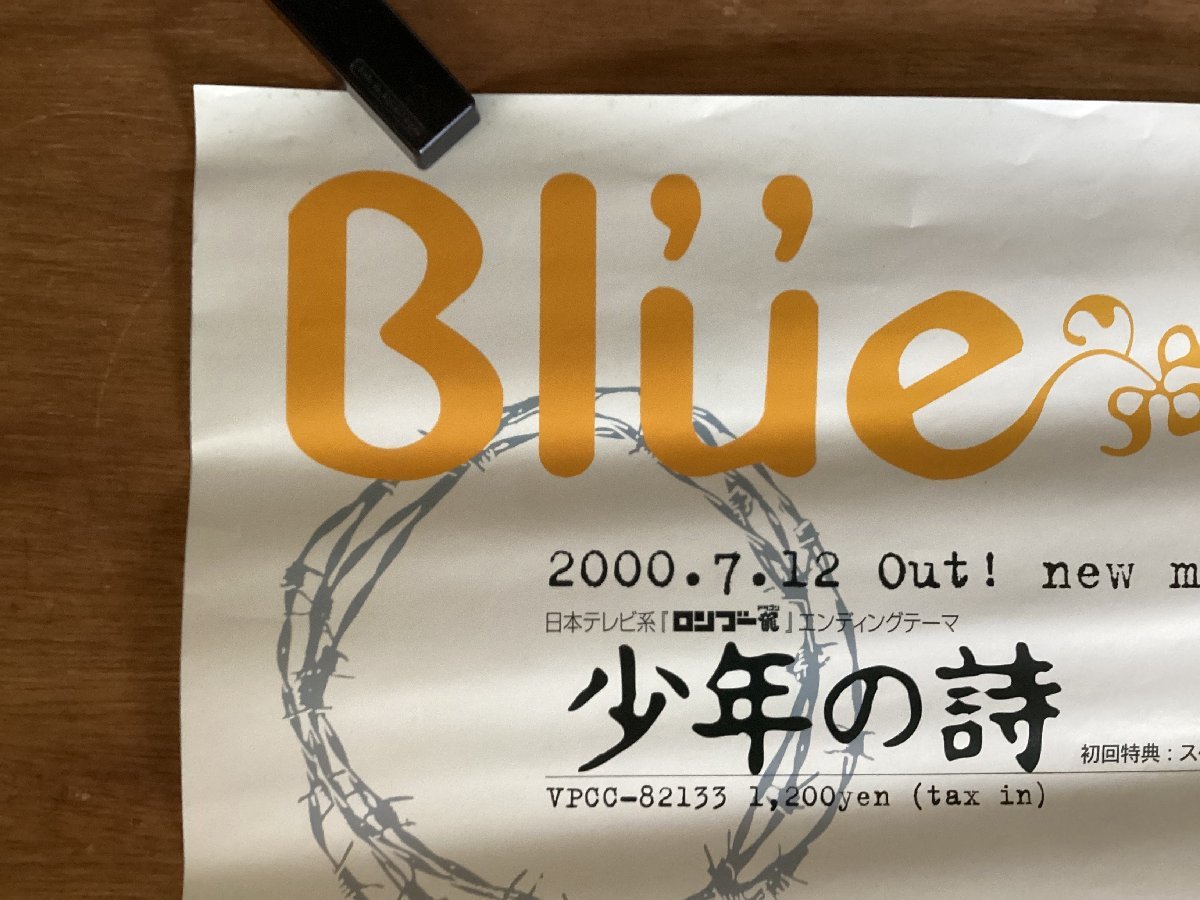 Blüe
2000.7.12 Out! new m
日本テレビ系『ロンブー龍』エンディングテーマ
少年の詩
初回特典：ス
VPCC-82133 1,200yen (tax in)